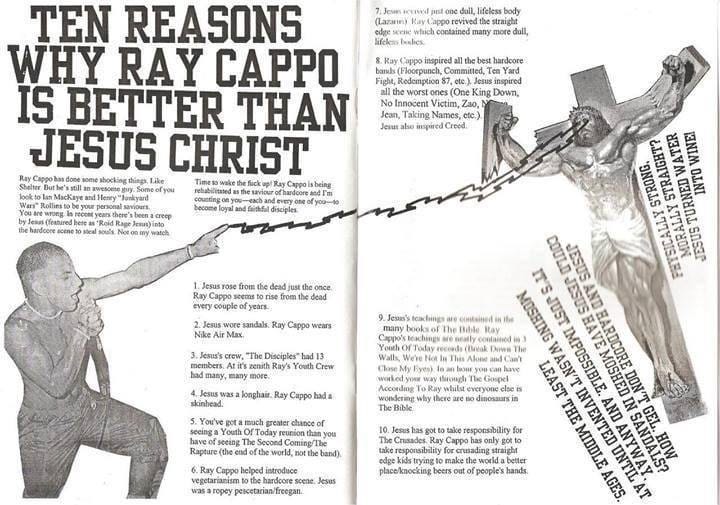 TEN REASONS
WHY RAY CAPPO
IS BETTER THAN
JESUS CHRIST
Ray Cappo has done some shocking things. Like
Shelter. But he's still an awesome guy. Some of you
look to Ian MacKaye and Henry "Junkyard
Wars" Rollins to be your personal saviours.
You are wrong. In recent years there's been a creep
by Jesus (featured here as 'Roid Rage Jesus) into
the hardcore scene to steal souls. Not on my watch.
Time to wake the fuck up! Ray Cappo is being
rehabilitated as the saviour of hardcore and I'm
counting on you—each and every one of you—to
become loyal and faithful disciples.
1. Jesus rose from the dead just the once.
Ray Cappo seems to rise from the dead
every couple of years.
2. Jesus wore sandals. Ray Cappo wears
Nike Air Max.
3. Jesus's crew, "The Disciples" had 13
members. At it's zenith Ray's Youth Crew
had many, many more.
4. Jesus was a longhair. Ray Cappo had a
skinhead.
5. You've got a much greater chance of
seeing a Youth Of Today reunion than you
have of seeing The Second Coming/The
Rapture (the end of the world, not the band).
6. Ray Cappo helped introduce
vegetarianism to the hardcore scene. Jesus
was a ropey pescetarian/freegan.
7. Jesus revived just one dull, lifeless body
(Lazarus) Ray Cappo revived the straight
edge scene which contained many more dull,
lifeless bodies.
8. Ray Cappo inspired all the best hardcore
bands (Floorpunch, Committed, Ten Yard
Fight, Redemption 87, etc.). Jesus inspired
all the worst ones (One King Down,
No Innocent Victim, Zao,
Jean, Taking Names, etc.).
Jesus also inspired Creed.
PHYSICALLY STRONG.
MORALLY STRAIGHT?
JESUS TURNED WATER
INTO WINE!
9. Jesus's teachings are contained in the
many books of The Bible. Ray
Cappo's teachings are neatly contained in 3
Youth Of Today records (Break Down The
Walls, We're Not In This Alone and Can't
Close My Eyes). In an hour you can have
worked your way through The Gospel
According To Ray whilst everyone else is
wondering why there are no dinosaurs in
The Bible.
10. Jesus has got to take responsibility for
The Crusades. Ray Cappo has only got to
take responsibility for crusading straight
edge kids trying to make the world a better
place/knocking beers out of people's hands.
JESUS AND HARDCORE DON'T GEL. HOW
COULD JESUS HAVE MOSHED IN SANDALS?
IT'S JUST IMPOSSIBLE. AND ANYWAY,
MOSHING WASN'T INVENTED UNTIL AT
LEAST THE MIDDLE AGES.